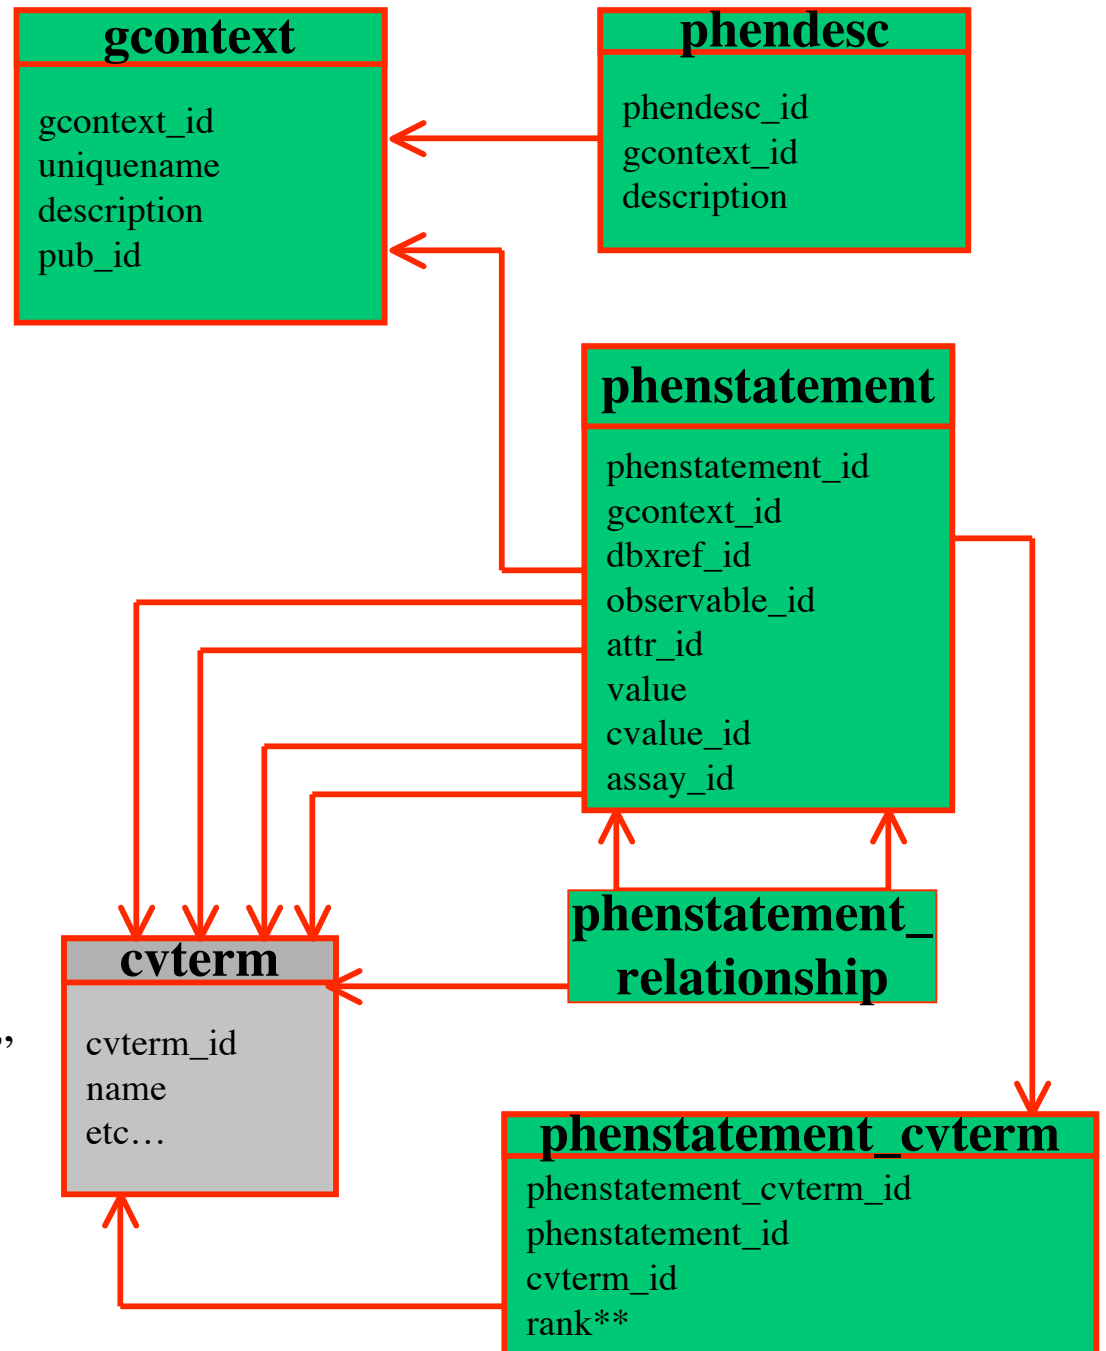 gcontext
gcontext_id
uniquename
description
pub_id
phendesc
phendesc_id
gcontext_id
description
phenstatement
phenstatement_id
gcontext_id
dbxref_id
observable_id
attr_id
value
cvalue_id
assay_id
phenstatement_
relationship
cvterm
”
cvterm_id
name
etc…
phenstatement_cvterm
phenstatement_cvterm_id
phenstatement_id
cvterm_id
rank**